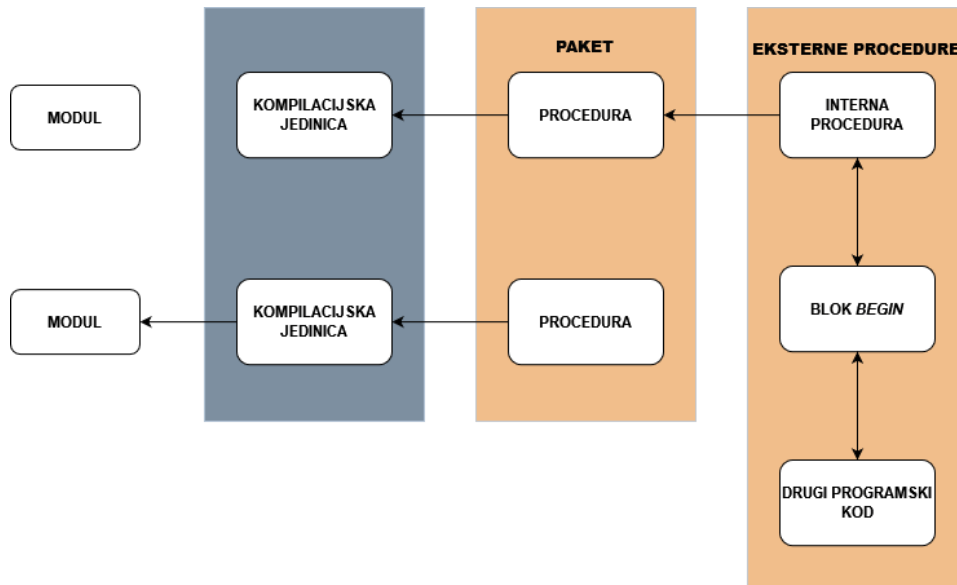 PAKET
EKSTERNE PROCEDURE
MODUL
KOMPILACIJSKA
JEDINICA
PROCEDURA
INTERNA
PROCEDURA
MODUL
KOMPILACIJSKA
JEDINICA
PROCEDURA
BLOK BEGIN
DRUGI PROGRAMSKI
KOD